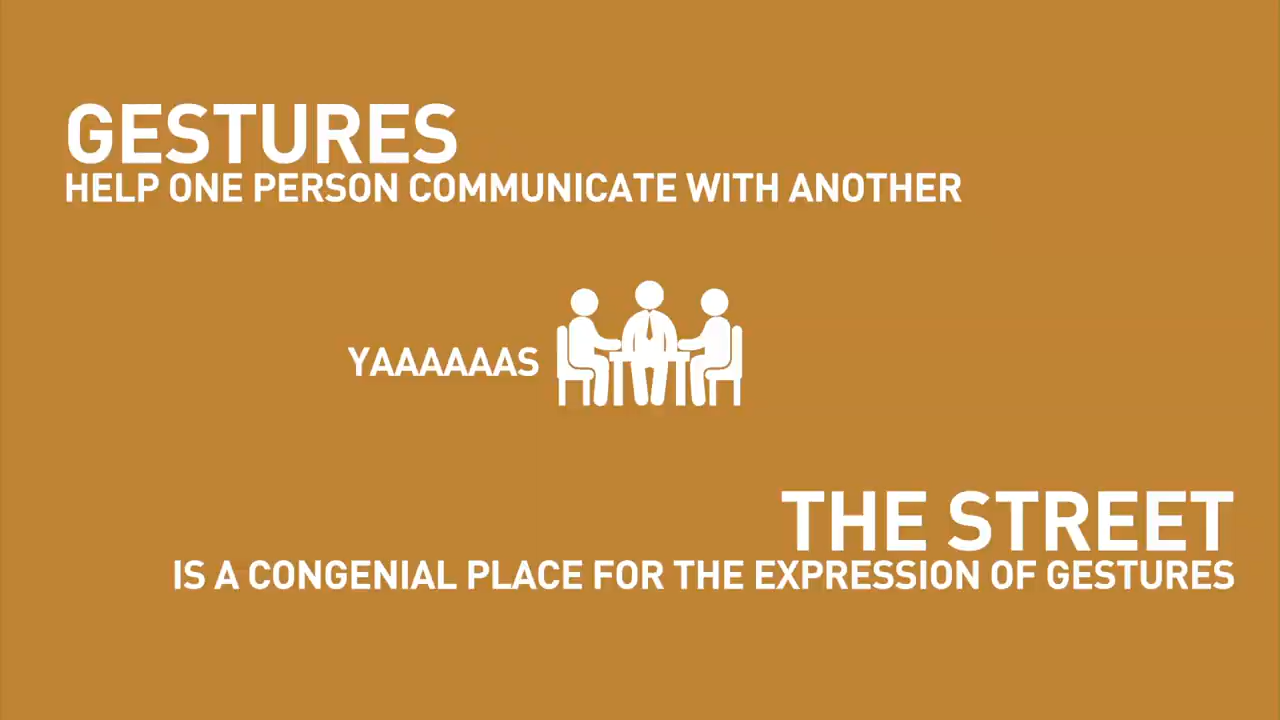 GESTURES
HELP ONE PERSON COMMUNICATE WITH ANOTHER
YAAAAAAS
THE STREET
IS A CONGENIAL PLACE FOR THE EXPRESSION OF GESTURES